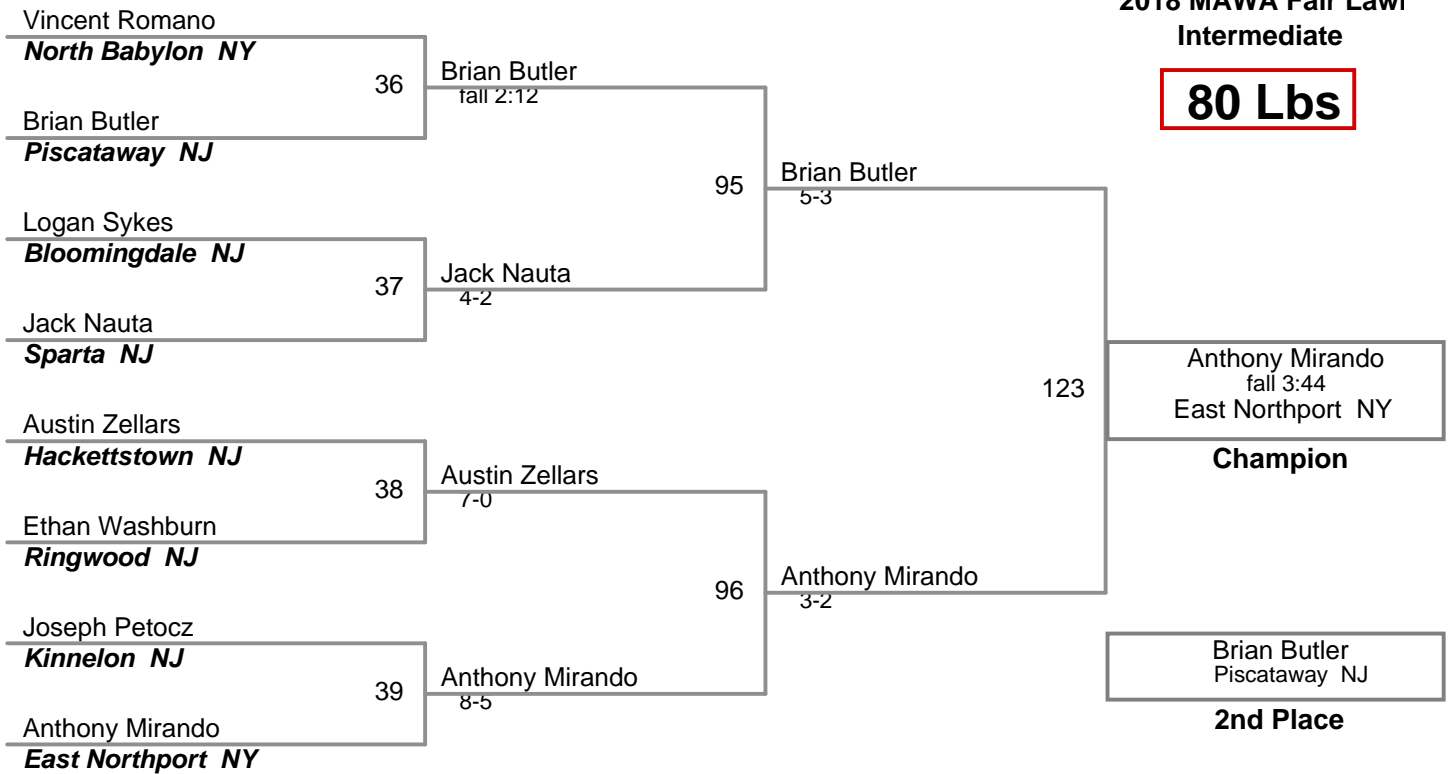 2018 MAWA Fair
Intermediate
80 Lbs
Vincent Romano
North Babylon NY
36
Brian Butler
fall 2:12
Brian Butler
Piscataway NJ
95
Brian Butler
5-3
Logan Sykes
Bloomingdale NJ
37
Jack Nauta
4-2
Jack Nauta
Sparta NJ
123
Anthony Mirando
fall 3:44
East Northport NY
Champion
Austin Zellars
Hackettstown NJ
38
Austin Zellars
7-0
Ethan Washburn
Ringwood NJ
96
Anthony Mirando
3-2
Joseph Petocz
Kinnelon NJ
39
Anthony Mirando
8-5
Anthony Mirando
East Northport NY
Brian Butler
Piscataway NJ
2nd Place